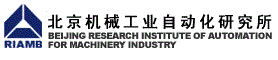 北京机械工业自动化研究所
BEIJING RESEARCH INSTITUTE OF AUTOMATION
FOR MACHINERY INDUSTRY
RIAMB